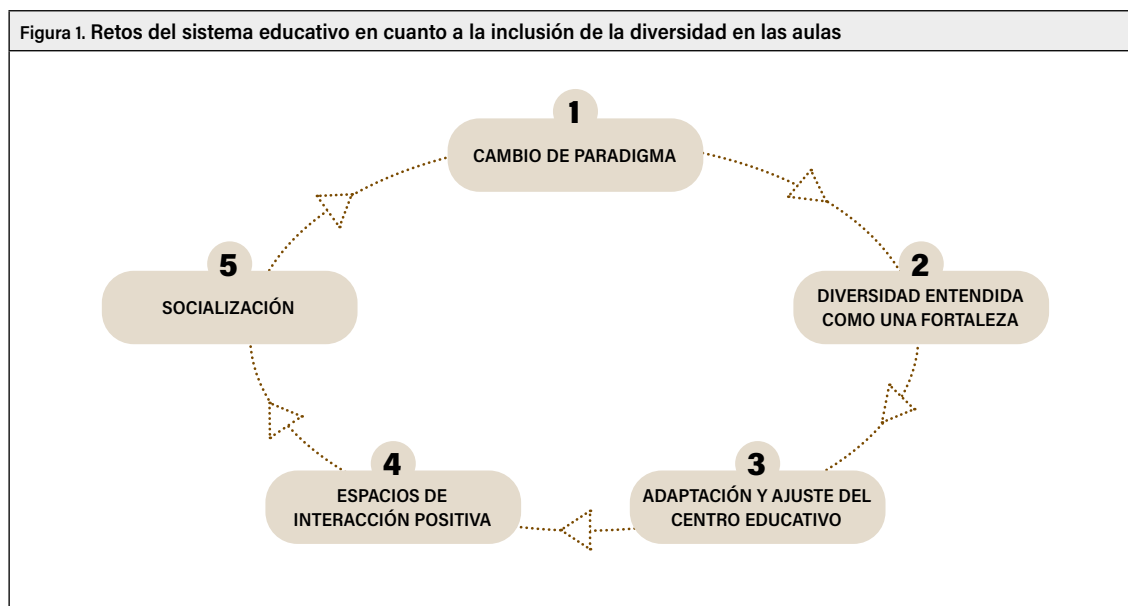 Figura 1. Retos del sistema educativo en cuanto a la inclusión de la diversidad en las aulas
1
CAMBIO DE PARADIGMA
2
DIVERSIDAD ENTENDIDA
COMO UNA FORTALEZA
3
ADAPTACIÓN Y AJUSTE DEL
CENTRO EDUCATIVO
4
ESPACIOS DE
INTERACCIÓN POSITIVA
5
SOCIALIZACIÓN